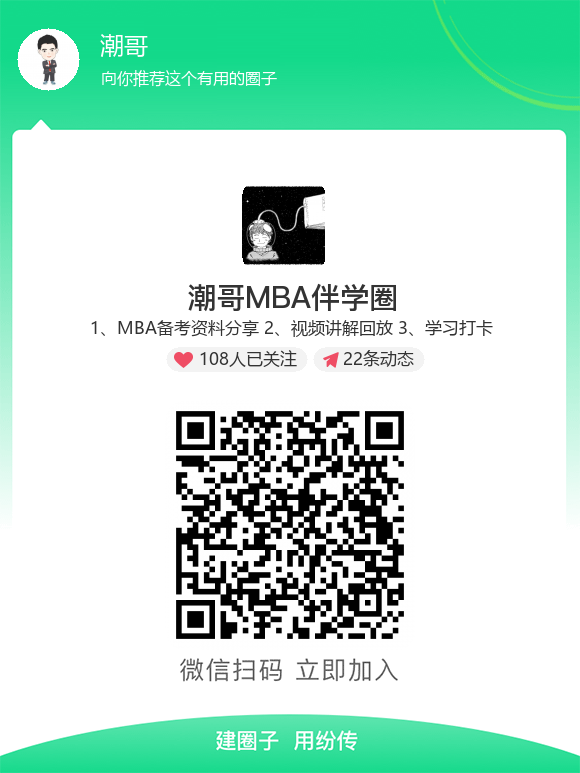 潮哥
向你推荐这个有用的圈子
潮哥MBA伴学圈
1、MBA备考资料分享 2、视频讲解回放 3、学习打卡
108人已关注 22条动态
微信扫码 立即加入
建圈子 用纷传